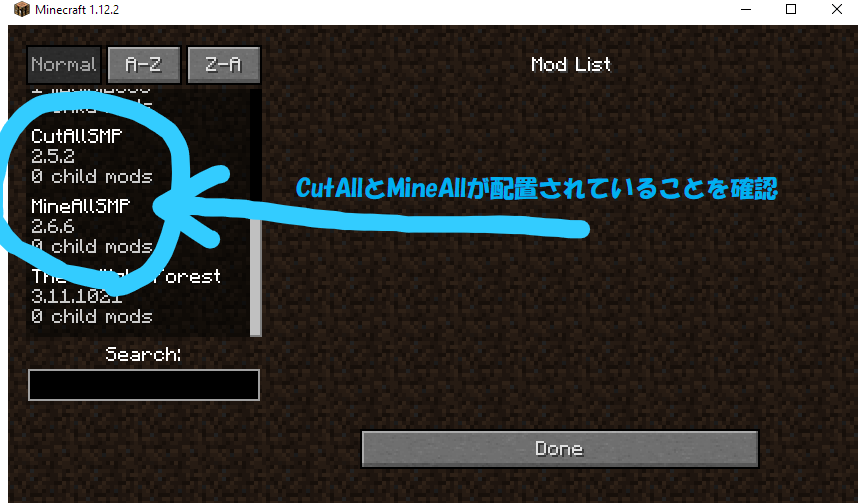 Minecraft 1.12.2
Normal
A-Z
Z-A
Mod List
child mods
CutAllSMP
2.5.2
0 child mods
MineAllSMP
2.6.6
0 child mods
CutAllとMineAllが配置されていることを確認
The Forest
3.11.1021
0 child mods
Search:
Done